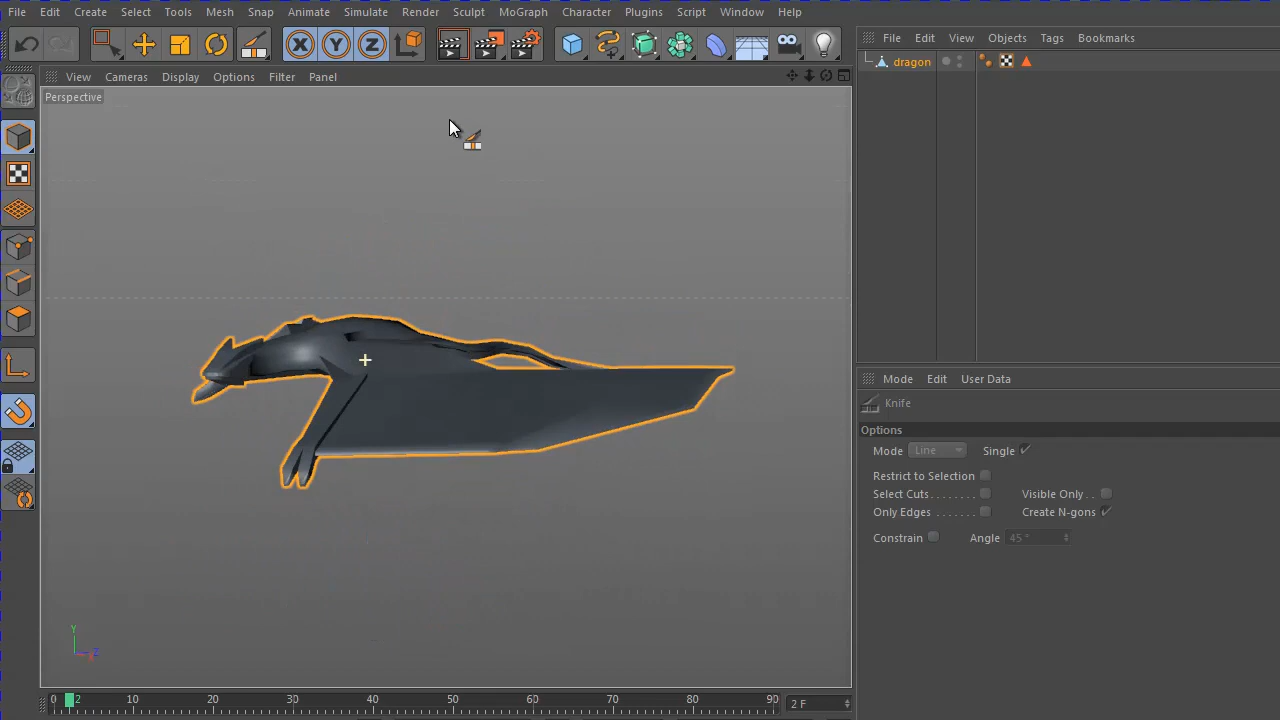 File Edit Create Select Tools Mesh Snap Animate Simulate Render Sculpt MoGraph Character Plugins Script Window Help
X Y Z
File Edit View Objects Tags Bookmarks
dragon
View Cameras Display Options Filter Panel
Perspective
Mode Edit User Data
Knife
Options
Mode Line Single
Restrict to Selection
Select Cuts Visible Only
Only Edges Create N-gons
Constrain Angle 45°
Y
Z
X
0 2 10 20 30 40 50 60 70 80 90 2 F